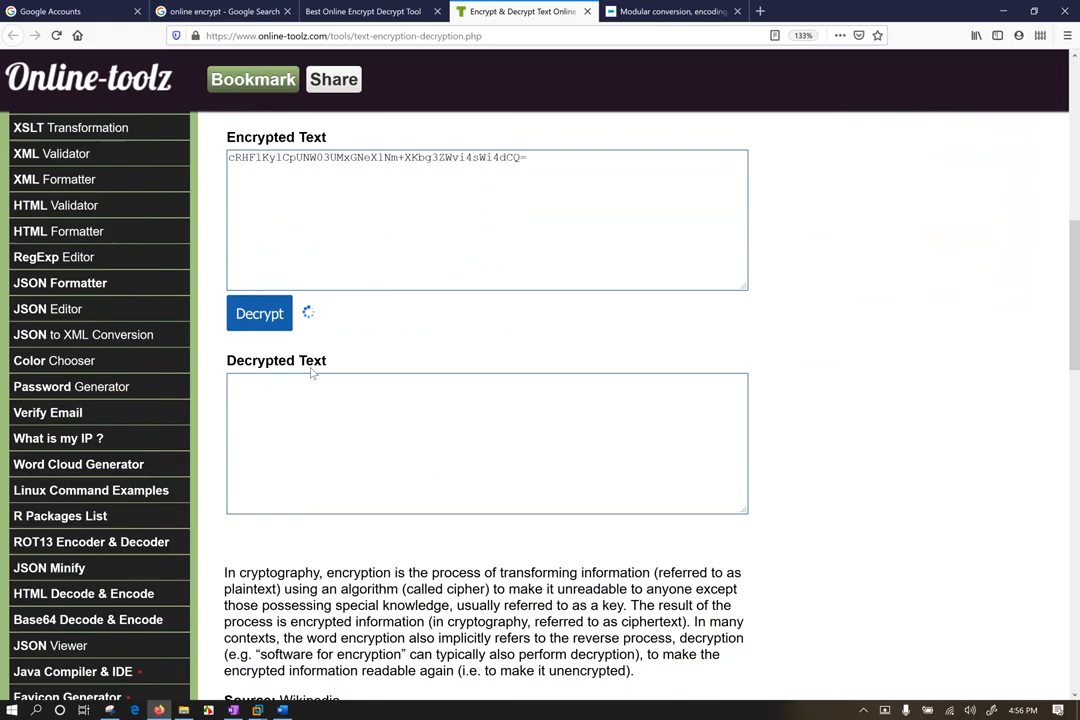 Google Accounts
online encrypt - Google Search
Best Online Encrypt Decrypt Tool
Encrypt & Decrypt Text Online
Modular conversion, encoding
https://www.online-toolz.com/tools/text-encryption-decryption.php
133%
Online-toolz
Bookmark
Share
XSLT Transformation
XML Validator
XML Formatter
HTML Validator
HTML Formatter
RegExp Editor
JSON Formatter
JSON Editor
JSON to XML Conversion
Color Chooser
Password Generator
Verify Email
What is my IP ?
Word Cloud Generator
Linux Command Examples
R Packages List
ROT13 Encoder & Decoder
JSON Minify
HTML Decode & Encode
Base64 Decode & Encode
JSON Viewer
Java Compiler & IDE
Favicon Generator
Encrypted Text
cRHFlKylCpUNW03UMxGNeXlNm+XKbg3ZWvi4sWi4dCQ=
Decrypt
Decrypted Text
In cryptography, encryption is the process of transforming information (referred to as
plaintext) using an algorithm (called cipher) to make it unreadable to anyone except
those possessing special knowledge, usually referred to as a key. The result of the
process is encrypted information (in cryptography, referred to as ciphertext). In many
contexts, the word encryption also implicitly refers to the reverse process, decryption
(e.g. “software for encryption” can typically also perform decryption), to make the
encrypted information readable again (i.e. to make it unencrypted).
Source: Wikipedia
4:56 PM